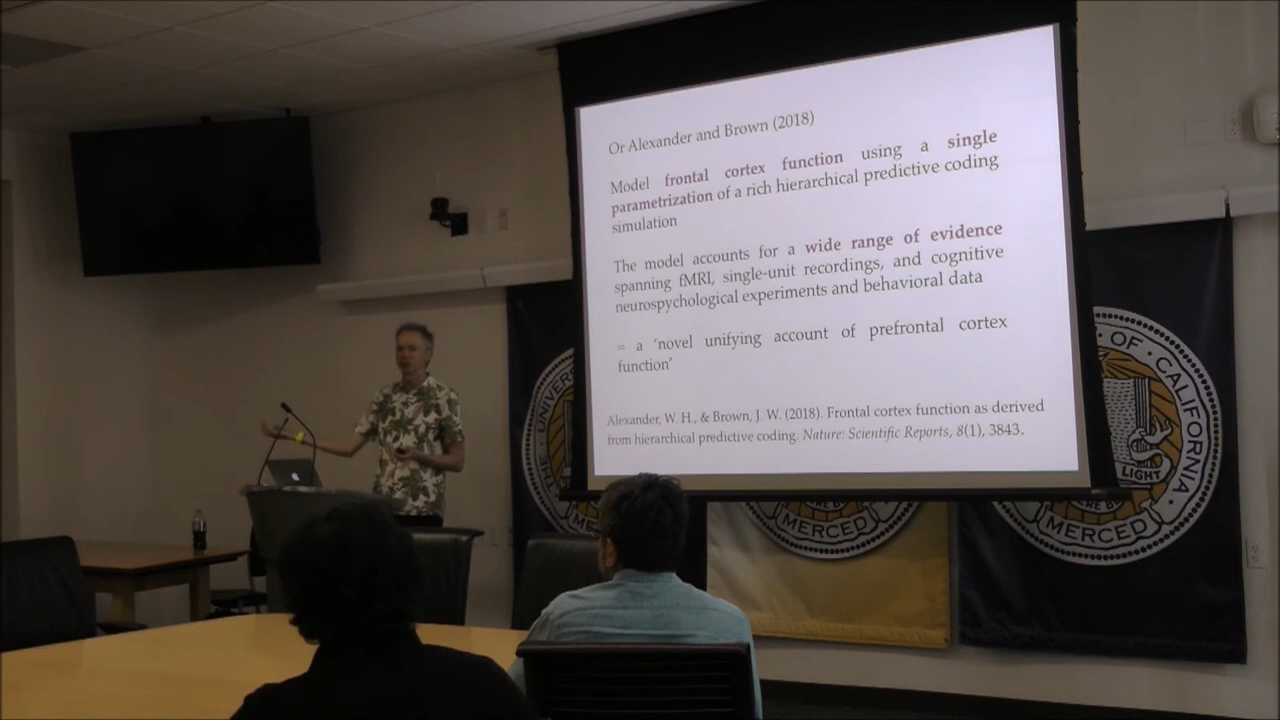 Or Alexander and Brown (2018)
Model frontal cortex function using a single
parametrization of a rich hierarchical predictive coding
simulation
The model accounts for a wide range of evidence
spanning fMRI, single-unit recordings, and cognitive
neuropsychological experiments and behavioral data
= a 'novel unifying account of prefrontal cortex
function'
Alexander, W. H., & Brown, J. W. (2018). Frontal cortex function as derived
from hierarchical predictive coding. Nature: Scientific Reports, 8(1), 3843.
THE UNIVER
OF · CALIFORNIA ·
LIGHT
MERCED
MERCED